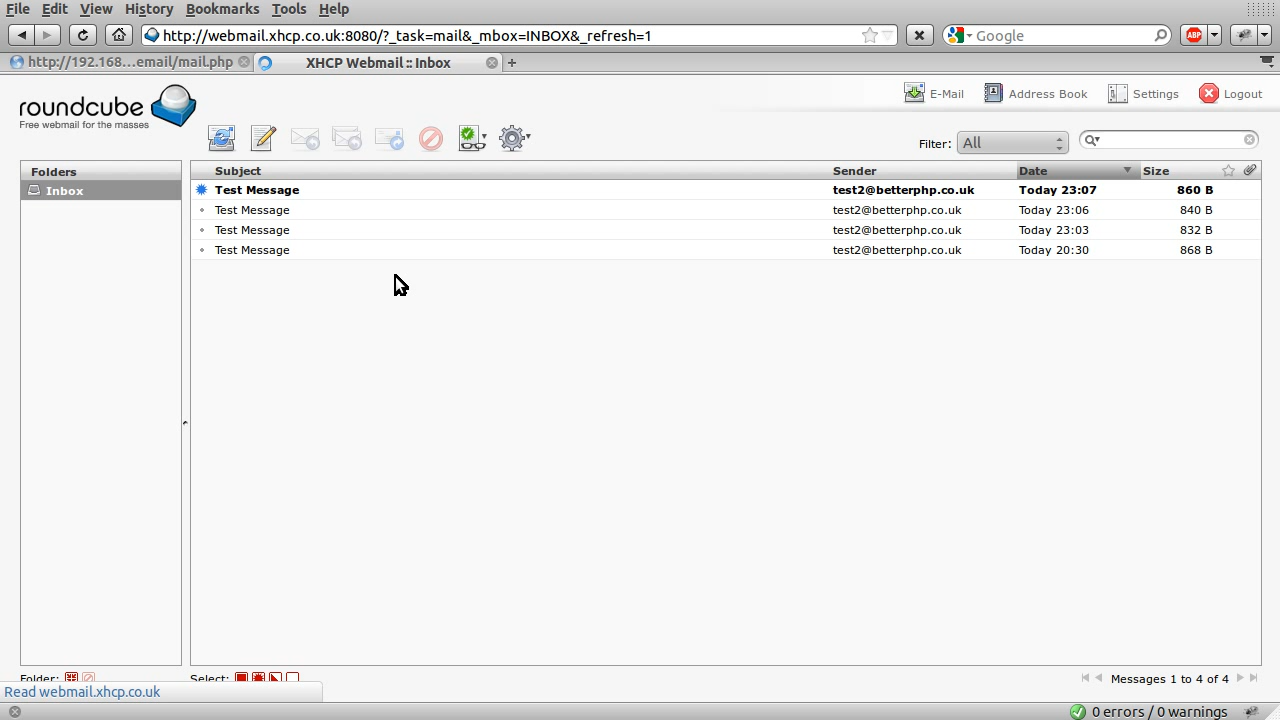 File Edit View History Bookmarks Tools Help
http://webmail.xhcp.co.uk:8080/?_task=mail&_mbox=INBOX&_refresh=1 Google ABP
http://192.168...email/mail.php XHCP Webmail :: Inbox
roundcube
Free webmail for the masses
E-Mail Address Book Settings Logout
Filter: All
Folders
Inbox
Subject Sender Date Size
Test Message test2@betterphp.co.uk Today 23:07 860 B
Test Message test2@betterphp.co.uk Today 23:06 840 B
Test Message test2@betterphp.co.uk Today 23:03 832 B
Test Message test2@betterphp.co.uk Today 20:30 868 B
Folder: Select: Messages 1 to 4 of 4
Read webmail.xhcp.co.uk
0 errors / 0 warnings